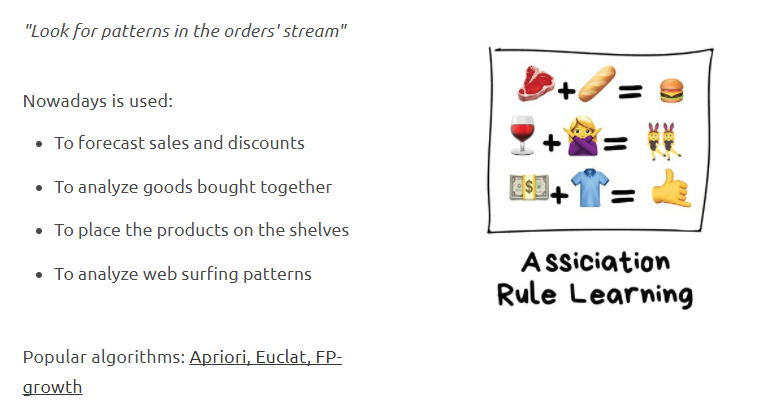 "Look for patterns in the orders' stream"
Nowadays is used:
• To forecast sales and discounts
• To analyze goods bought together
• To place the products on the shelves
• To analyze web surfing patterns
Popular algorithms: Apriori, Euclat, FP-
growth
+ =
+ =
$ + =
Assiciation
Rule Learning